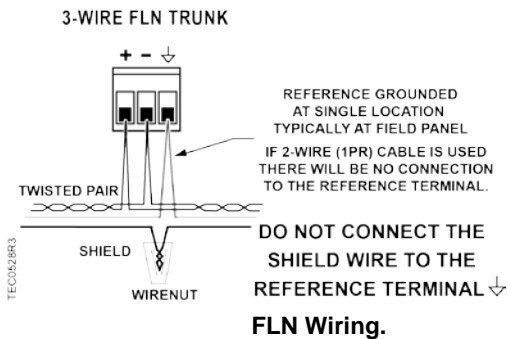 3-WIRE FLN TRUNK
+ – ⏚
REFERENCE GROUNDED
AT SINGLE LOCATION
TYPICALLY AT FIELD PANEL
IF 2-WIRE (1PR) CABLE IS USED
THERE WILL BE NO CONNECTION
TO THE REFERENCE TERMINAL.
TWISTED PAIR
SHIELD
WIRENUT
DO NOT CONNECT THE
SHIELD WIRE TO THE
REFERENCE TERMINAL ⏚
TEC0528R3
FLN Wiring.